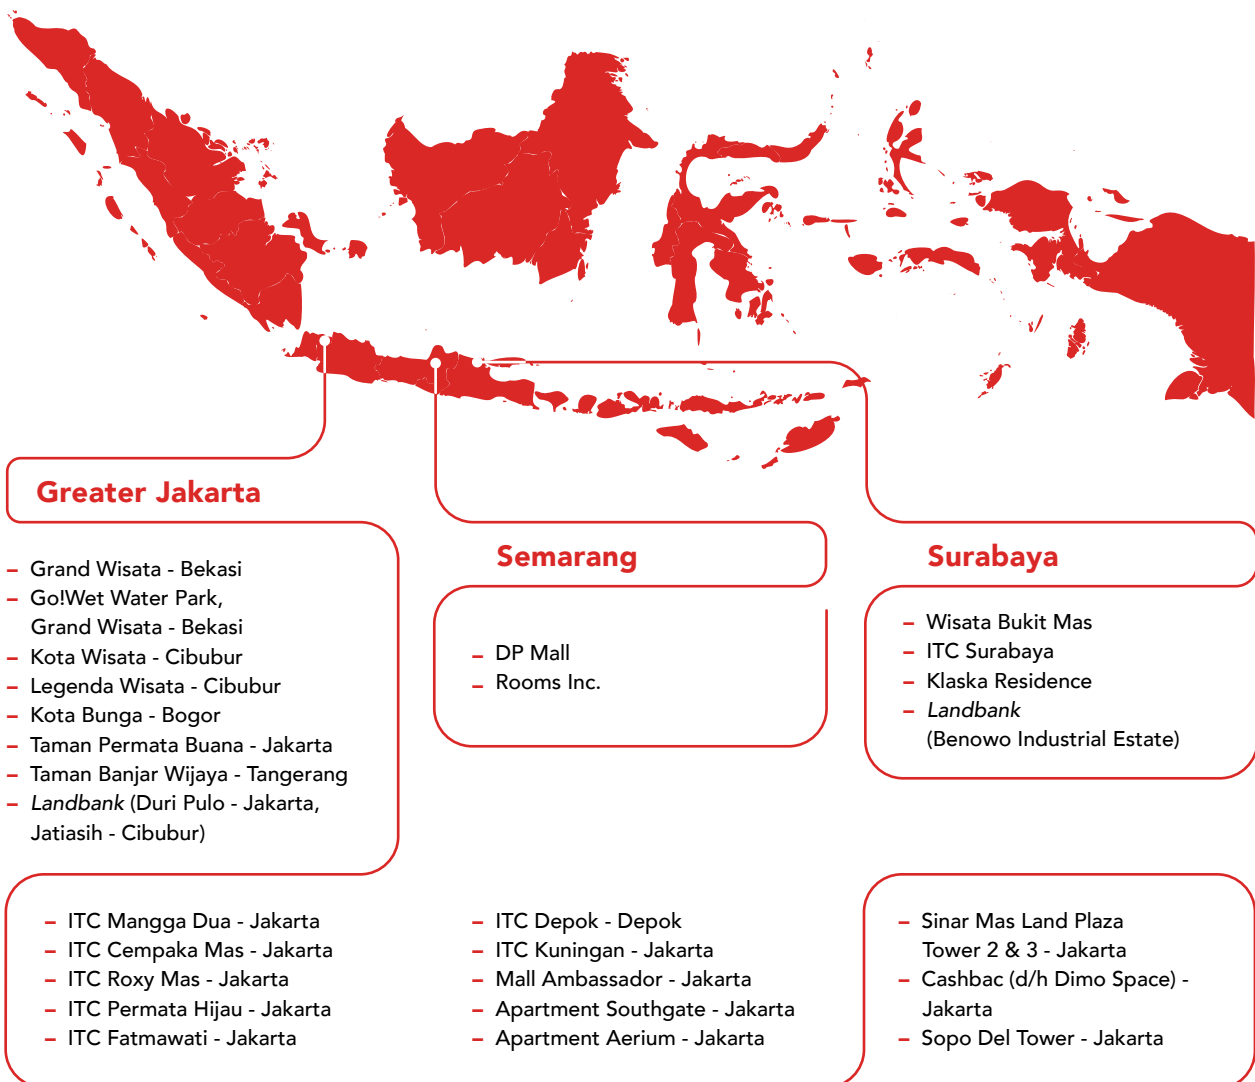 Greater Jakarta
– Grand Wisata - Bekasi
– Go!Wet Water Park,
Grand Wisata - Bekasi
– Kota Wisata - Cibubur
– Legenda Wisata - Cibubur
– Kota Bunga - Bogor
– Taman Permata Buana - Jakarta
– Taman Banjar Wijaya - Tangerang
– Landbank (Duri Pulo - Jakarta,
Jatiasih - Cibubur)
Semarang
– DP Mall
– Rooms Inc.
Surabaya
– Wisata Bukit Mas
– ITC Surabaya
– Klaska Residence
– Landbank
(Benowo Industrial Estate)
– ITC Mangga Dua - Jakarta
– ITC Cempaka Mas - Jakarta
– ITC Roxy Mas - Jakarta
– ITC Permata Hijau - Jakarta
– ITC Fatmawati - Jakarta
– ITC Depok - Depok
– ITC Kuningan - Jakarta
– Mall Ambassador - Jakarta
– Apartment Southgate - Jakarta
– Apartment Aerium - Jakarta
– Sinar Mas Land Plaza
Tower 2 & 3 - Jakarta
– Cashbac (d/h Dimo Space) -
Jakarta
– Sopo Del Tower - Jakarta